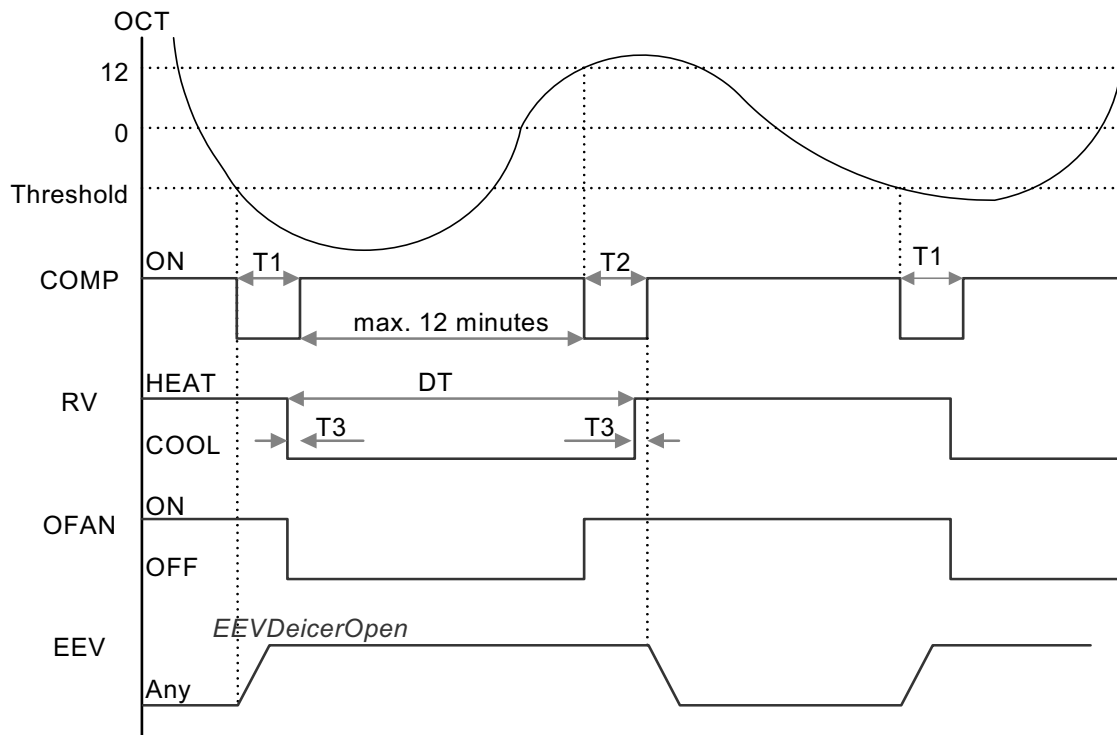 OCT
12
0
Threshold
ON
COMP
T1
T2
T1
max. 12 minutes
HEAT
RV
DT
T3
T3
COOL
ON
OFAN
OFF
EEVDeicerOpen
EEV
Any